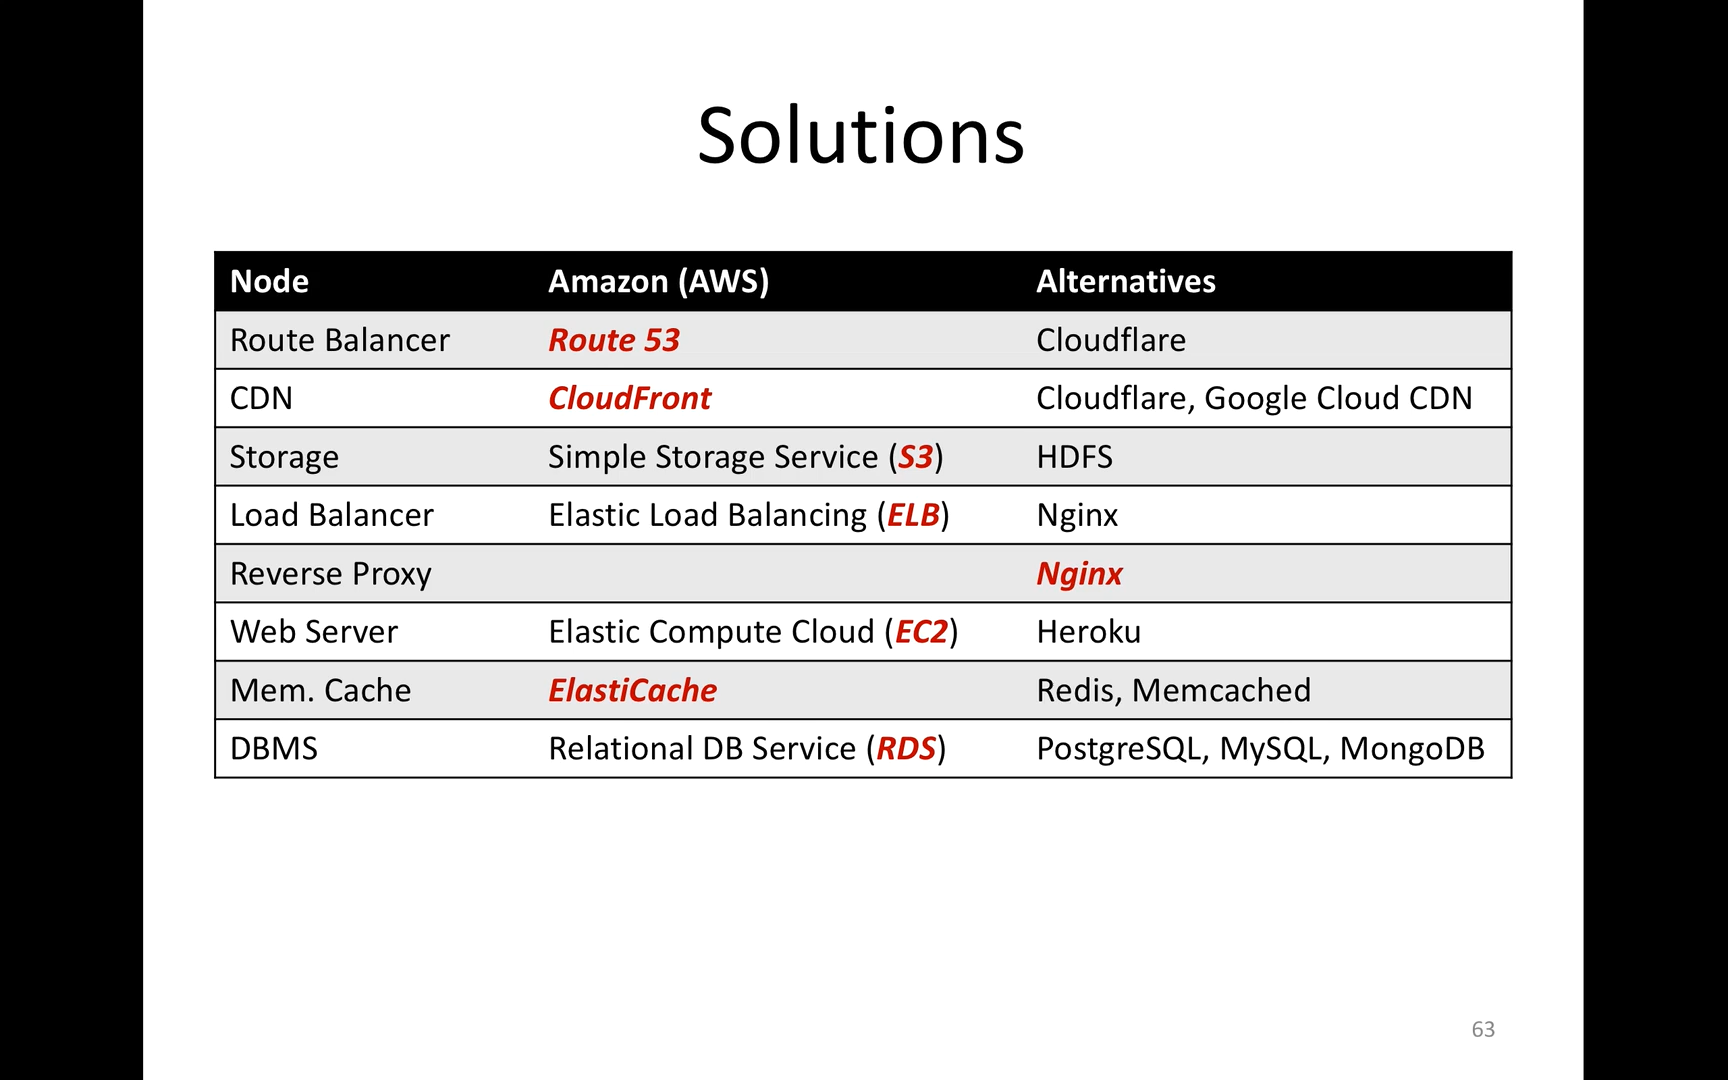 Solutions
Node Amazon (AWS) Alternatives
Route Balancer Route 53 Cloudflare
CDN CloudFront Cloudflare, Google Cloud CDN
Storage Simple Storage Service (S3) HDFS
Load Balancer Elastic Load Balancing (ELB) Nginx
Reverse Proxy Nginx
Web Server Elastic Compute Cloud (EC2) Heroku
Mem. Cache ElastiCache Redis, Memcached
DBMS Relational DB Service (RDS) PostgreSQL, MySQL, MongoDB
63